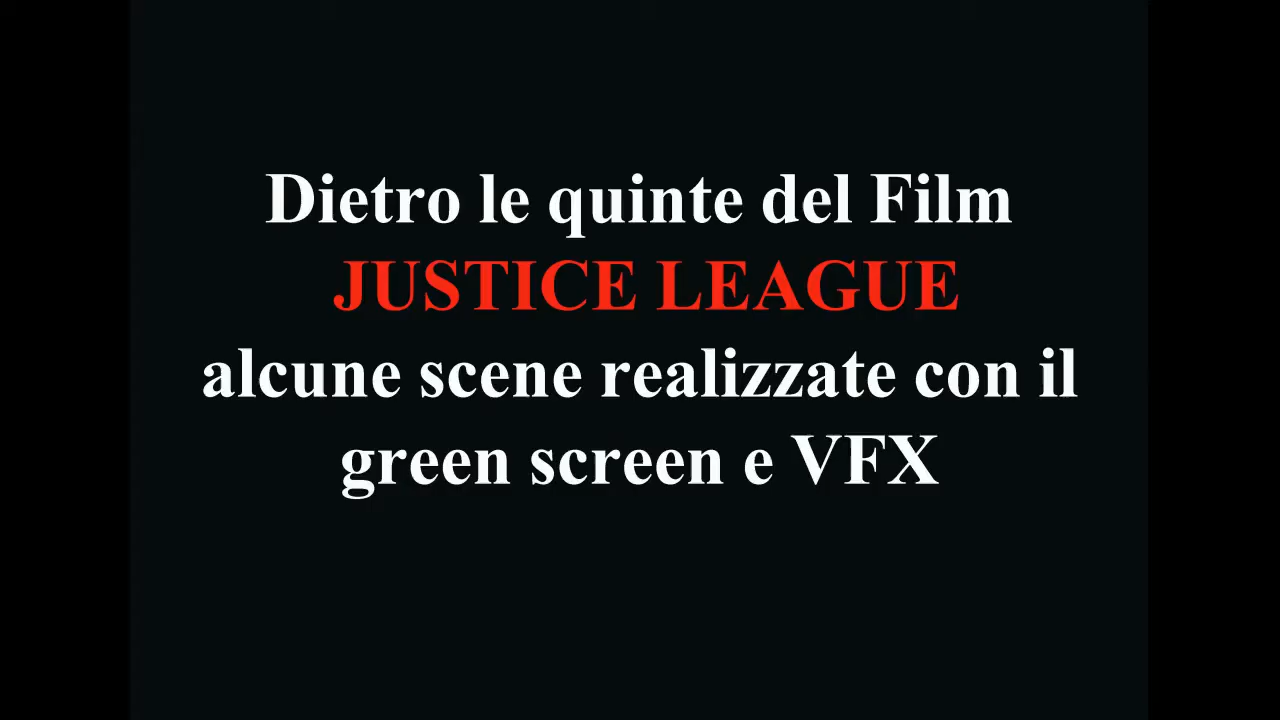 Dietro le quinte del Film
JUSTICE LEAGUE
alcune scene realizzate con il
green screen e VFX